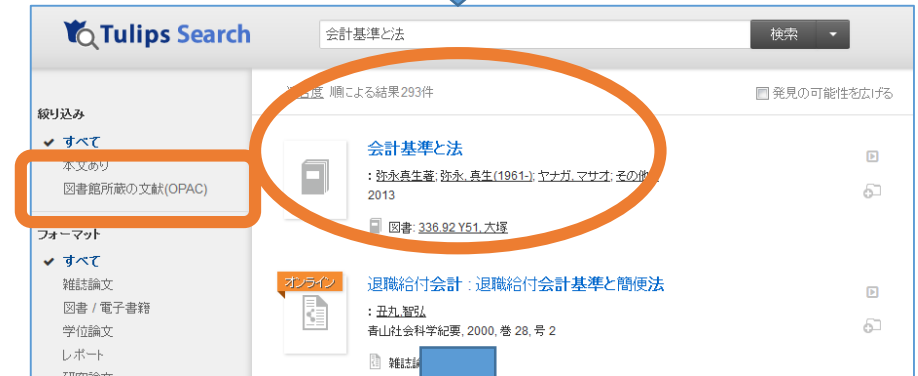 Tulips Search
会計基準と法
検索
順による結果293件
発見の可能性を広げる
絞り込み
すべて
本文あり
図書館所蔵の文献(OPAC)
フォーマット
すべて
雑誌論文
図書 / 電子書籍
学位論文
レポート
会計基準と法
: 弥永真生著; 弥永, 真生(1961-); ヤナガ, マサオ; その他
2013
図書: 336.92 Y51, 大塚
オンライン
退職給付会計 : 退職給付会計基準と簡便法
: 丑丸, 智弘
青山社会科学紀要, 2000, 巻 28, 号 2